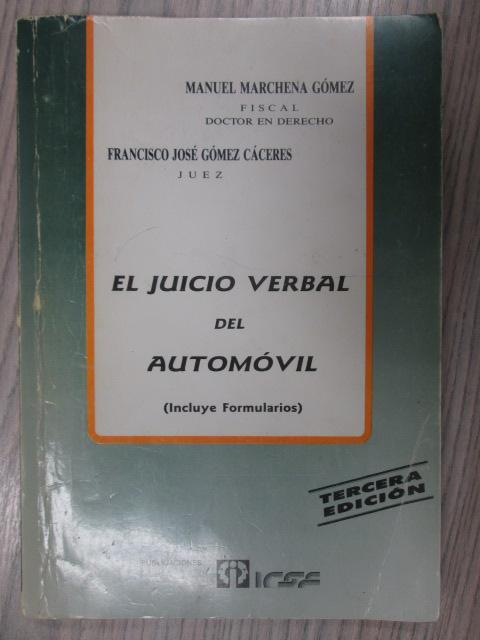 MANUEL MARCHENA GÓMEZ
FISCAL
DOCTOR EN DERECHO
FRANCISCO JOSÉ GÓMEZ CÁCERES
JUEZ
EL JUICIO VERBAL
DEL
AUTOMÓVIL
(Incluye Formularios)
TERCERA
EDICIÓN
PUBLICACIONES
ICSE